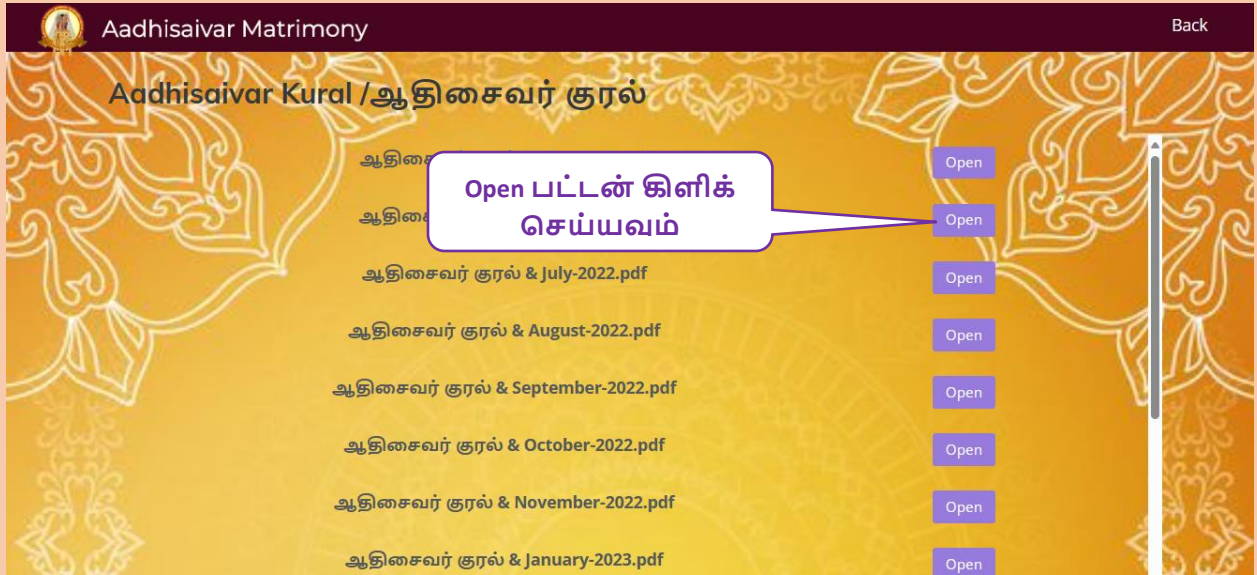 Aadhisaivar Matrimony
Back
Aadhisaivar Kural /ஆதிசைவர் குரல்
Open
Open பட்டன் கிளிக்
செய்யவம்
Open
ஆதிசைவர் குரல் & July-2022.pdf Open
ஆதிசைவர் குரல் & August-2022.pdf Open
ஆதிசைவர் குரல் & September-2022.pdf Open
ஆதிசைவர் குரல் & October-2022.pdf Open
ஆதிசைவர் குரல் & November-2022.pdf Open
ஆதிசைவர் குரல் & January-2023.pdf Open